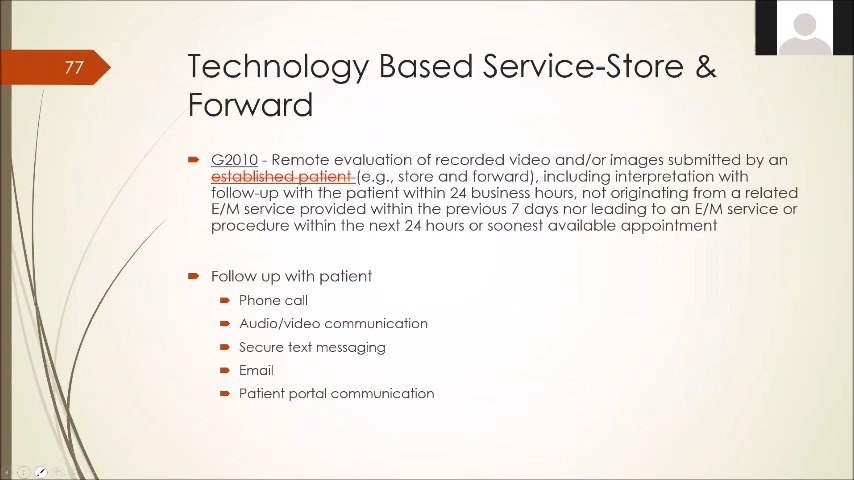 77
Technology Based Service-Store &
Forward
G2010 - Remote evaluation of recorded video and/or images submitted by an
established patient (e.g., store and forward), including interpretation with
follow-up with the patient within 24 business hours, not originating from a related
E/M service provided within the previous 7 days nor leading to an E/M service or
procedure within the next 24 hours or soonest available appointment
Follow up with patient
Phone call
Audio/video communication
Secure text messaging
Email
Patient portal communication